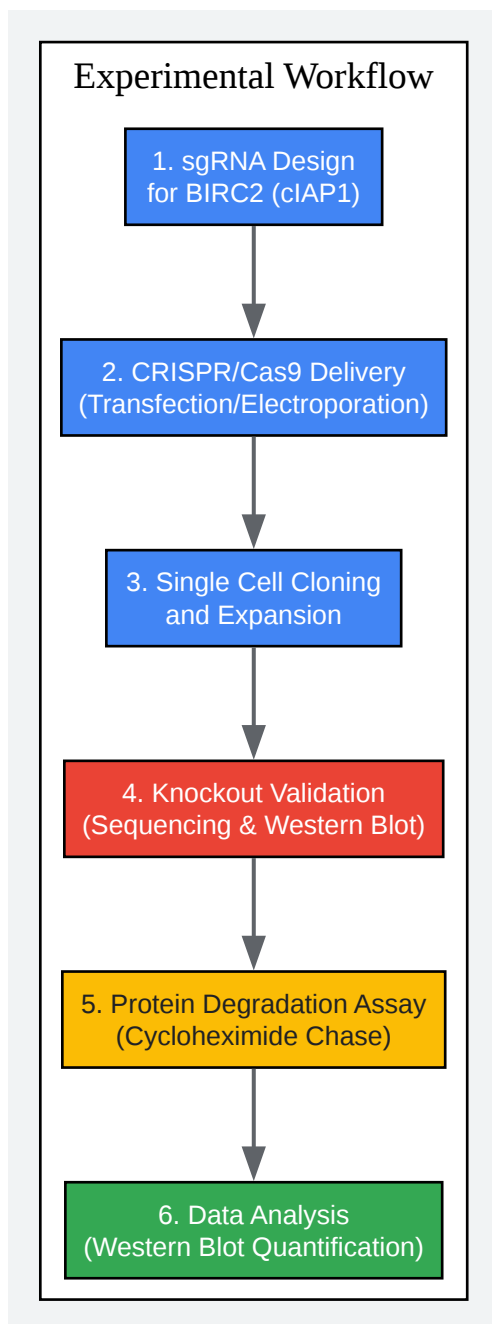 Experimental Workflow
1. sgRNA Design
for BIRC2 (cIAP1)
2. CRISPR/Cas9 Delivery
(Transfection/Electroporation)
3. Single Cell Cloning
and Expansion
4. Knockout Validation
(Sequencing & Western Blot)
5. Protein Degradation Assay
(Cycloheximide Chase)
6. Data Analysis
(Western Blot Quantification)